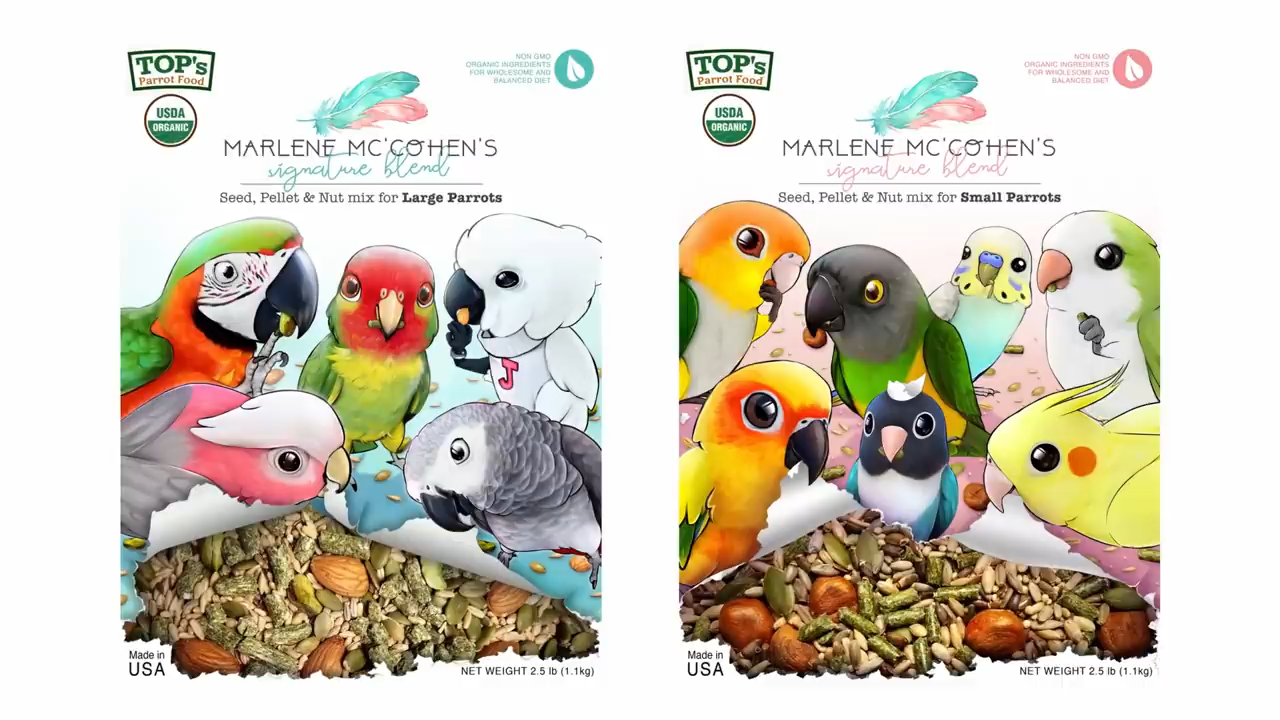 TOP's
Parrot Food
USDA
ORGANIC
NON GMO
ORGANIC INGREDIENTS
FOR WHOLESOME AND
BALANCED DIET
MARLENE MC'COHEN'S
signature blend
Seed, Pellet & Nut mix for Large Parrots
J
Made in
USA
NET WEIGHT 2.5 lb (1.1kg)
TOP's
Parrot Food
USDA
ORGANIC
NON GMO
ORGANIC INGREDIENTS
FOR WHOLESOME AND
BALANCED DIET
MARLENE MC'COHEN'S
signature blend
Seed, Pellet & Nut mix for Small Parrots
Made in
USA
NET WEIGHT 2.5 lb (1.1kg)